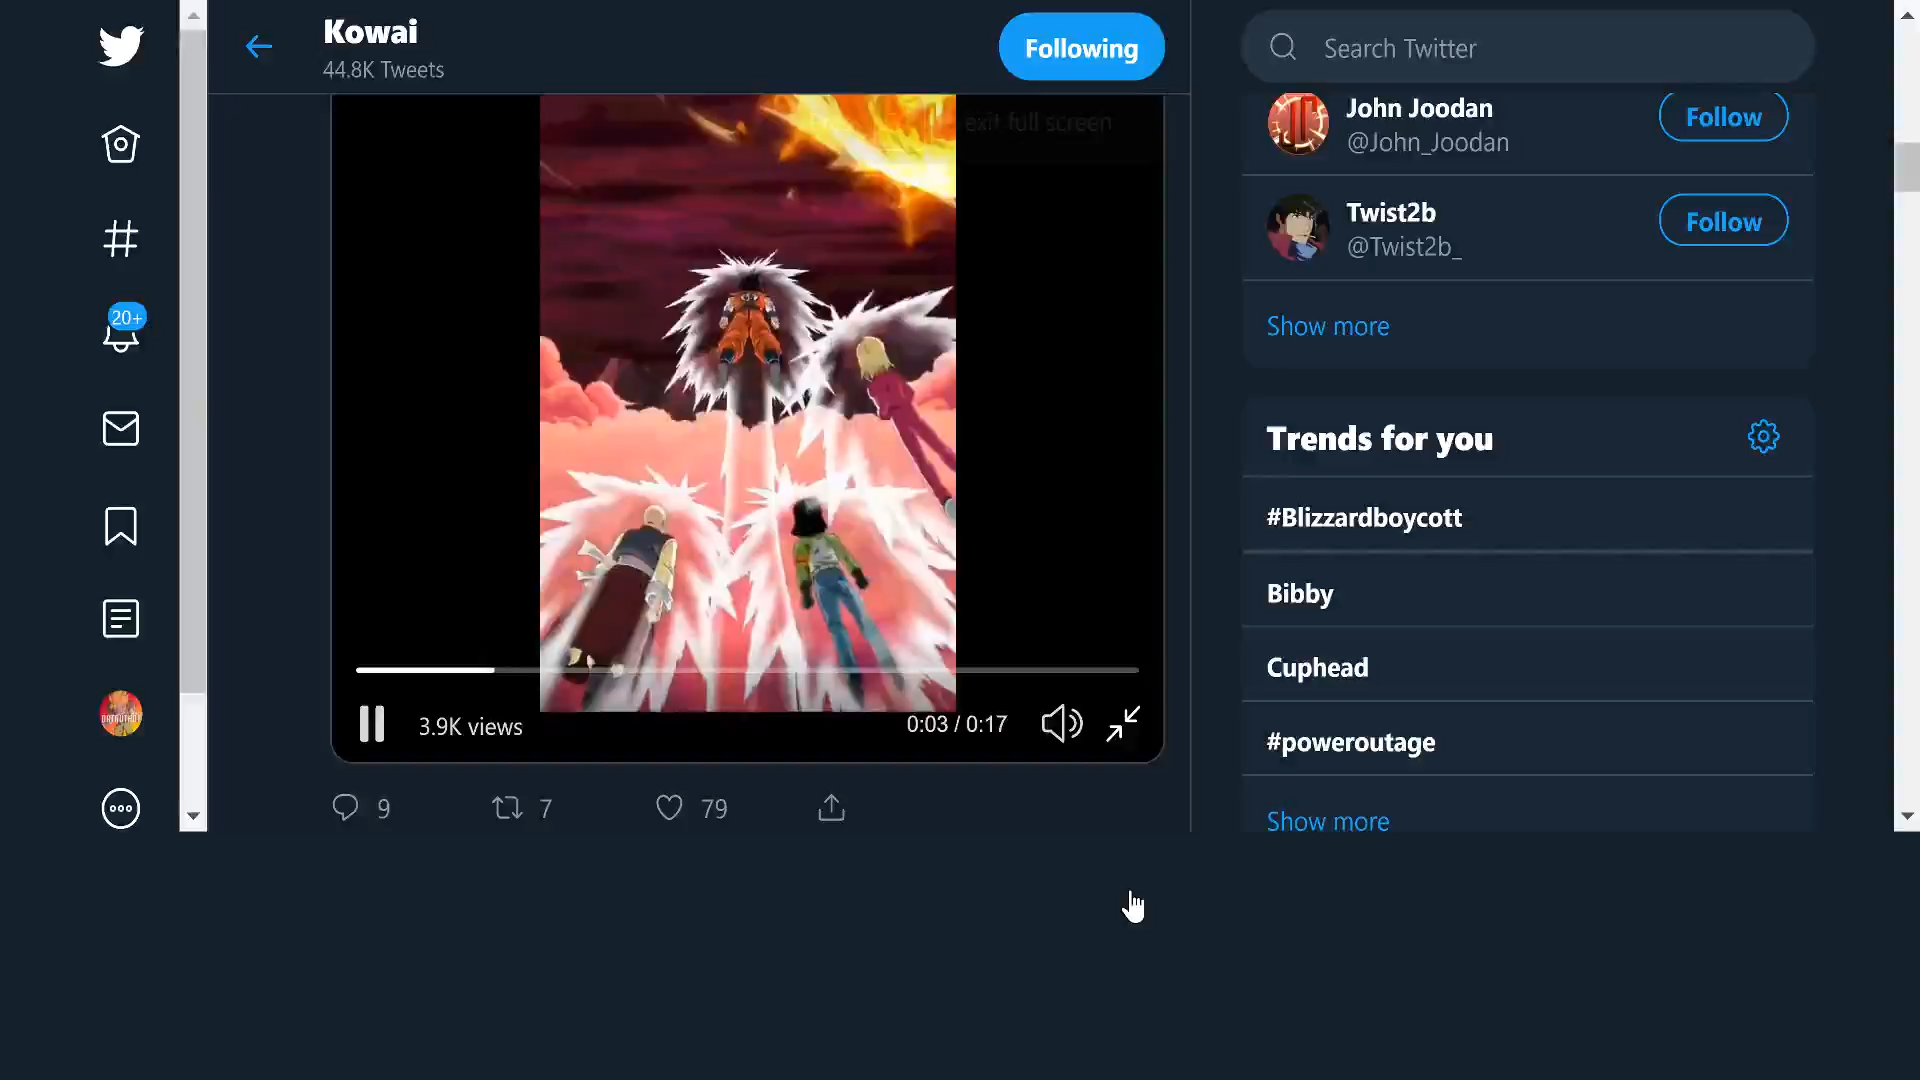 Kowai
44.8K Tweets
Following
Search Twitter
exit full screen
John Joodan
@John_Joodan
Follow
Twist2b
@Twist2b_
Follow
Show more
20+
Trends for you
#Blizzardboycott
Bibby
Cuphead
#poweroutage
Show more
3.9K views
0:03 / 0:17
9
7
79